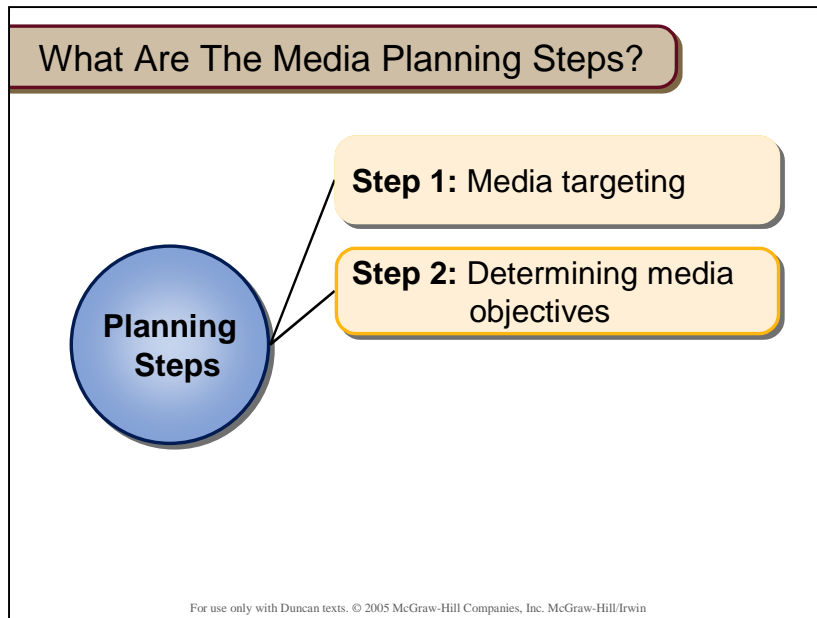 What Are The Media Planning Steps?
Step 1: Media targeting
Step 2: Determining media
objectives
Planning
Steps
For use only with Duncan texts. © 2005 McGraw-Hill Companies, Inc. McGraw-Hill/Irwin